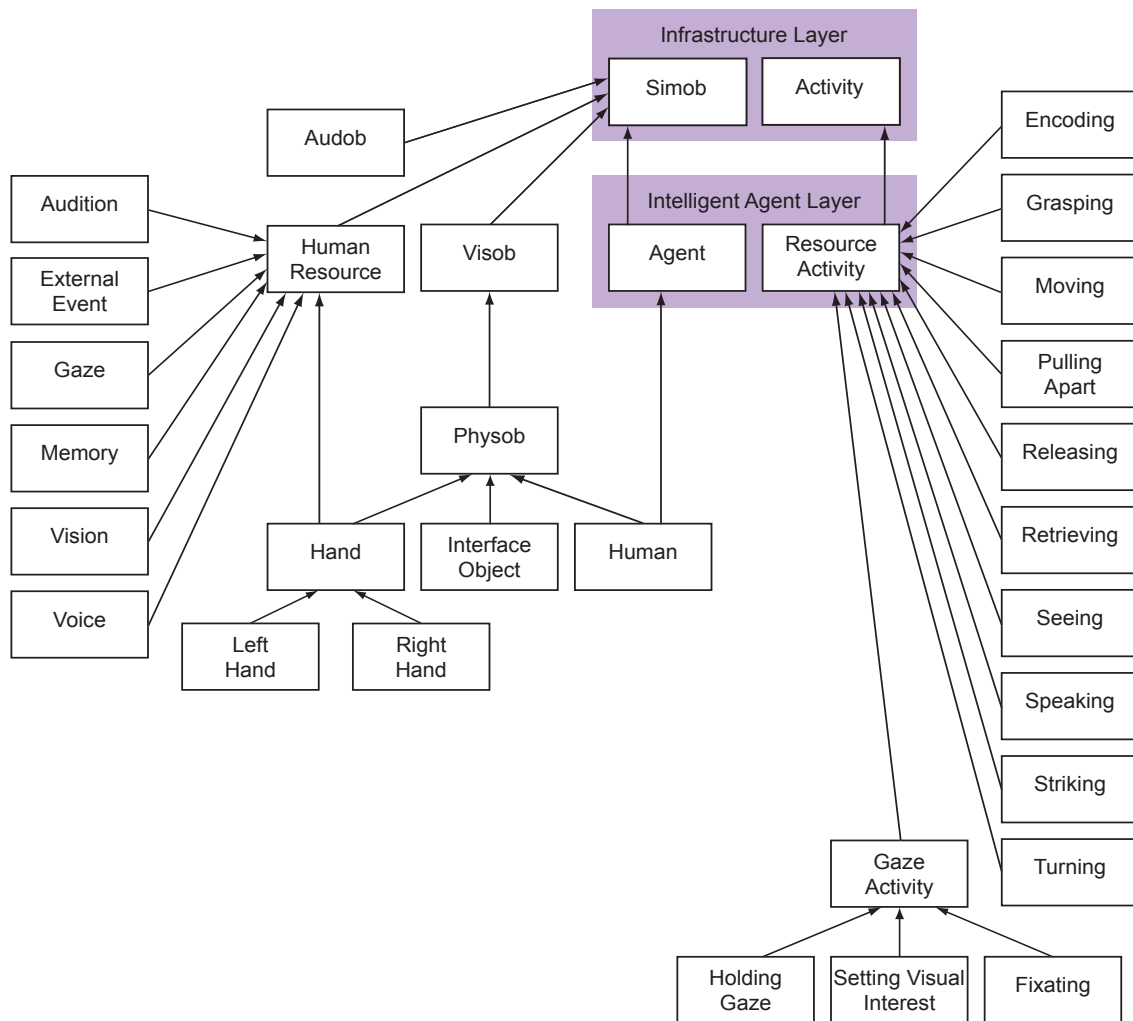 Infrastructure Layer
Simob
Activity
Audob
Encoding
Audition
Intelligent Agent Layer
Grasping
Human
Resource
Visob
Agent
Resource
Activity
External
Event
Moving
Gaze
Pulling
Apart
Physob
Memory
Releasing
Vision
Hand
Interface
Object
Human
Retrieving
Voice
Left
Hand
Right
Hand
Seeing
Speaking
Striking
Gaze
Activity
Turning
Holding
Gaze
Setting Visual
Interest
Fixating